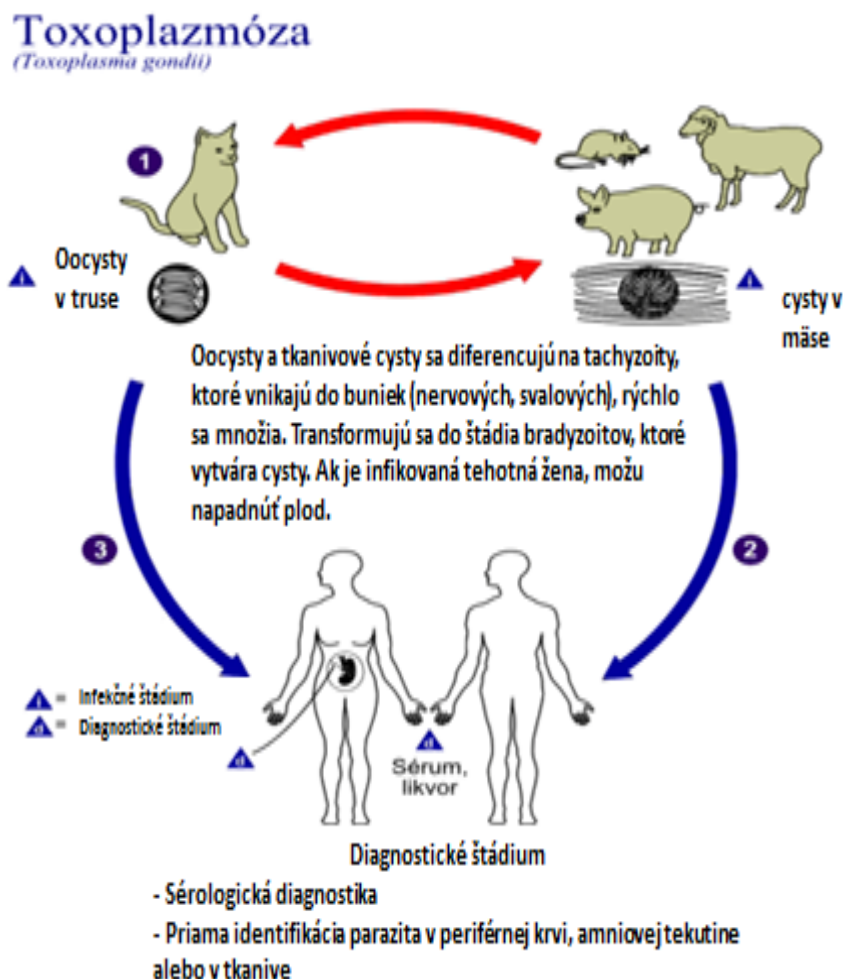 Toxoplazmóza
(Toxoplasma gondii)
1
i
Oocysty
v truse
i
cysty v
mäse
Oocysty a tkanivové cysty sa diferencujú na tachyzoity,
ktoré vnikajú do buniek (nervových, svalových), rýchlo
sa množia. Transformujú sa do štádia bradyzoitov, ktoré
vytvára cysty. Ak je infikovaná tehotná žena, možu
napadnúť plod.
3
2
i = Infekčné štádium
d = Diagnostické štádium
d
d
Sérum,
likvor
Diagnostické štádium
- Sérologická diagnostika
- Priama identifikácia parazita v periférnej krvi, amniovej tekutine
alebo v tkanive